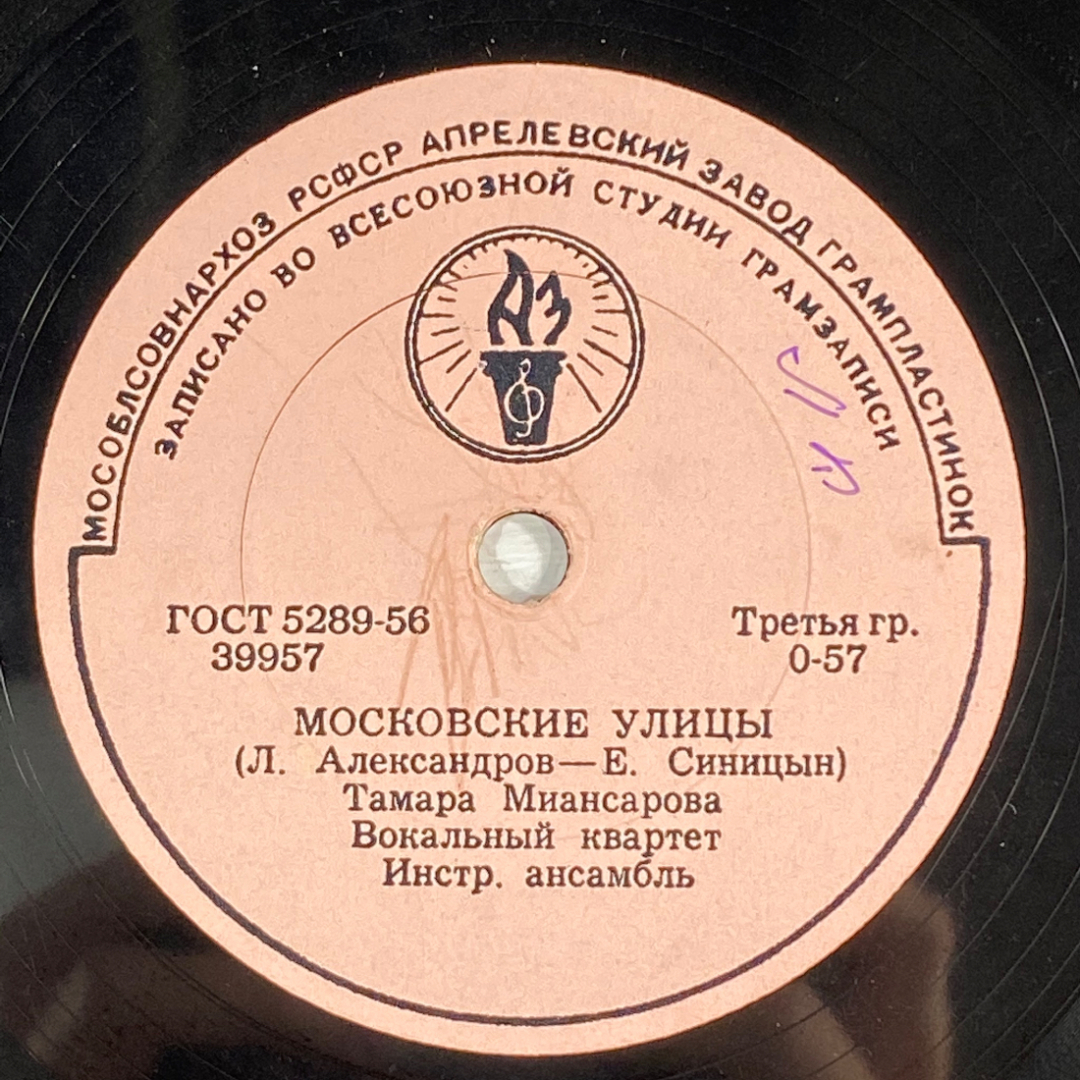 МОСОБЛСОВНАРХОЗ РСФСР АПРЕЛЕВСКИЙ ЗАВОД ГРАМПЛАСТИНОК
ЗАПИСАНО ВО ВСЕСОЮЗНОЙ СТУДИИ ГРАМЗАПИСИ
АЗ
ГОСТ 5289-56
39957
Третья гр.
0-57
МОСКОВСКИЕ УЛИЦЫ
(Л. Александров—Е. Синицын)
Тамара Миансарова
Вокальный квартет
Инстр. ансамбль